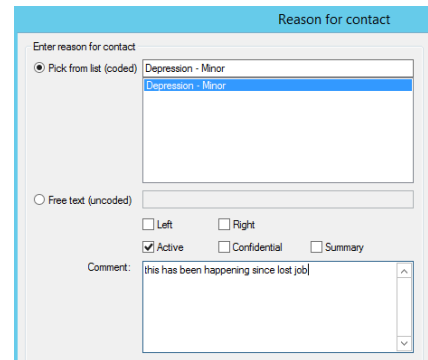 Reason for contact
Enter reason for contact
Pick from list (coded) Depression - Minor
Depression - Minor
Free text (uncoded)
Left Right
Active Confidential Summary
Comment: this has been happening since lost job